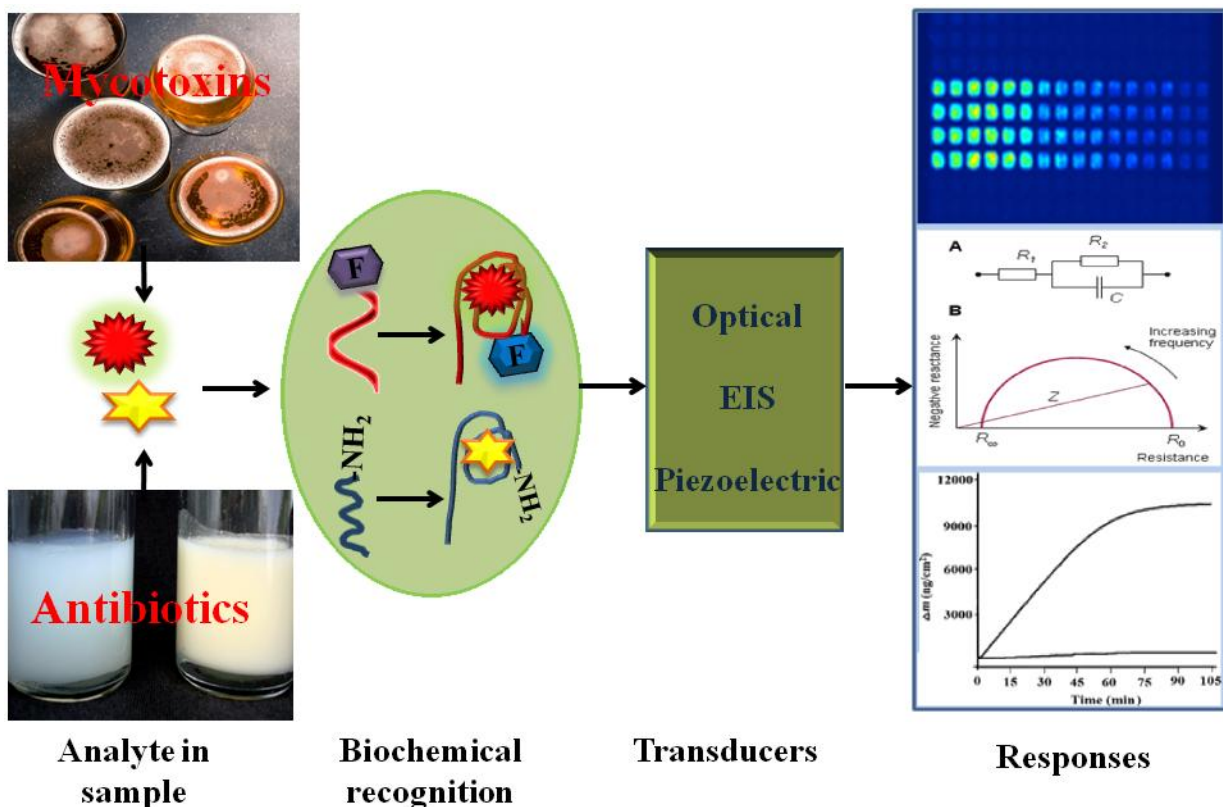 Mycotoxins
Antibiotics
Analyte in
sample
F
F
-NH₂
-NH₂
Biochemical
recognition
Optical
EIS
Piezoelectric
Transducers
A
R₁
R₂
C
B
Negative reactance
Increasing
frequency
Z
R∞
R₀
Resistance
12000
9000
6000
3000
Δm (ng/cm²)
0 15 30 45 60 75 90 105
Time (min)
Responses